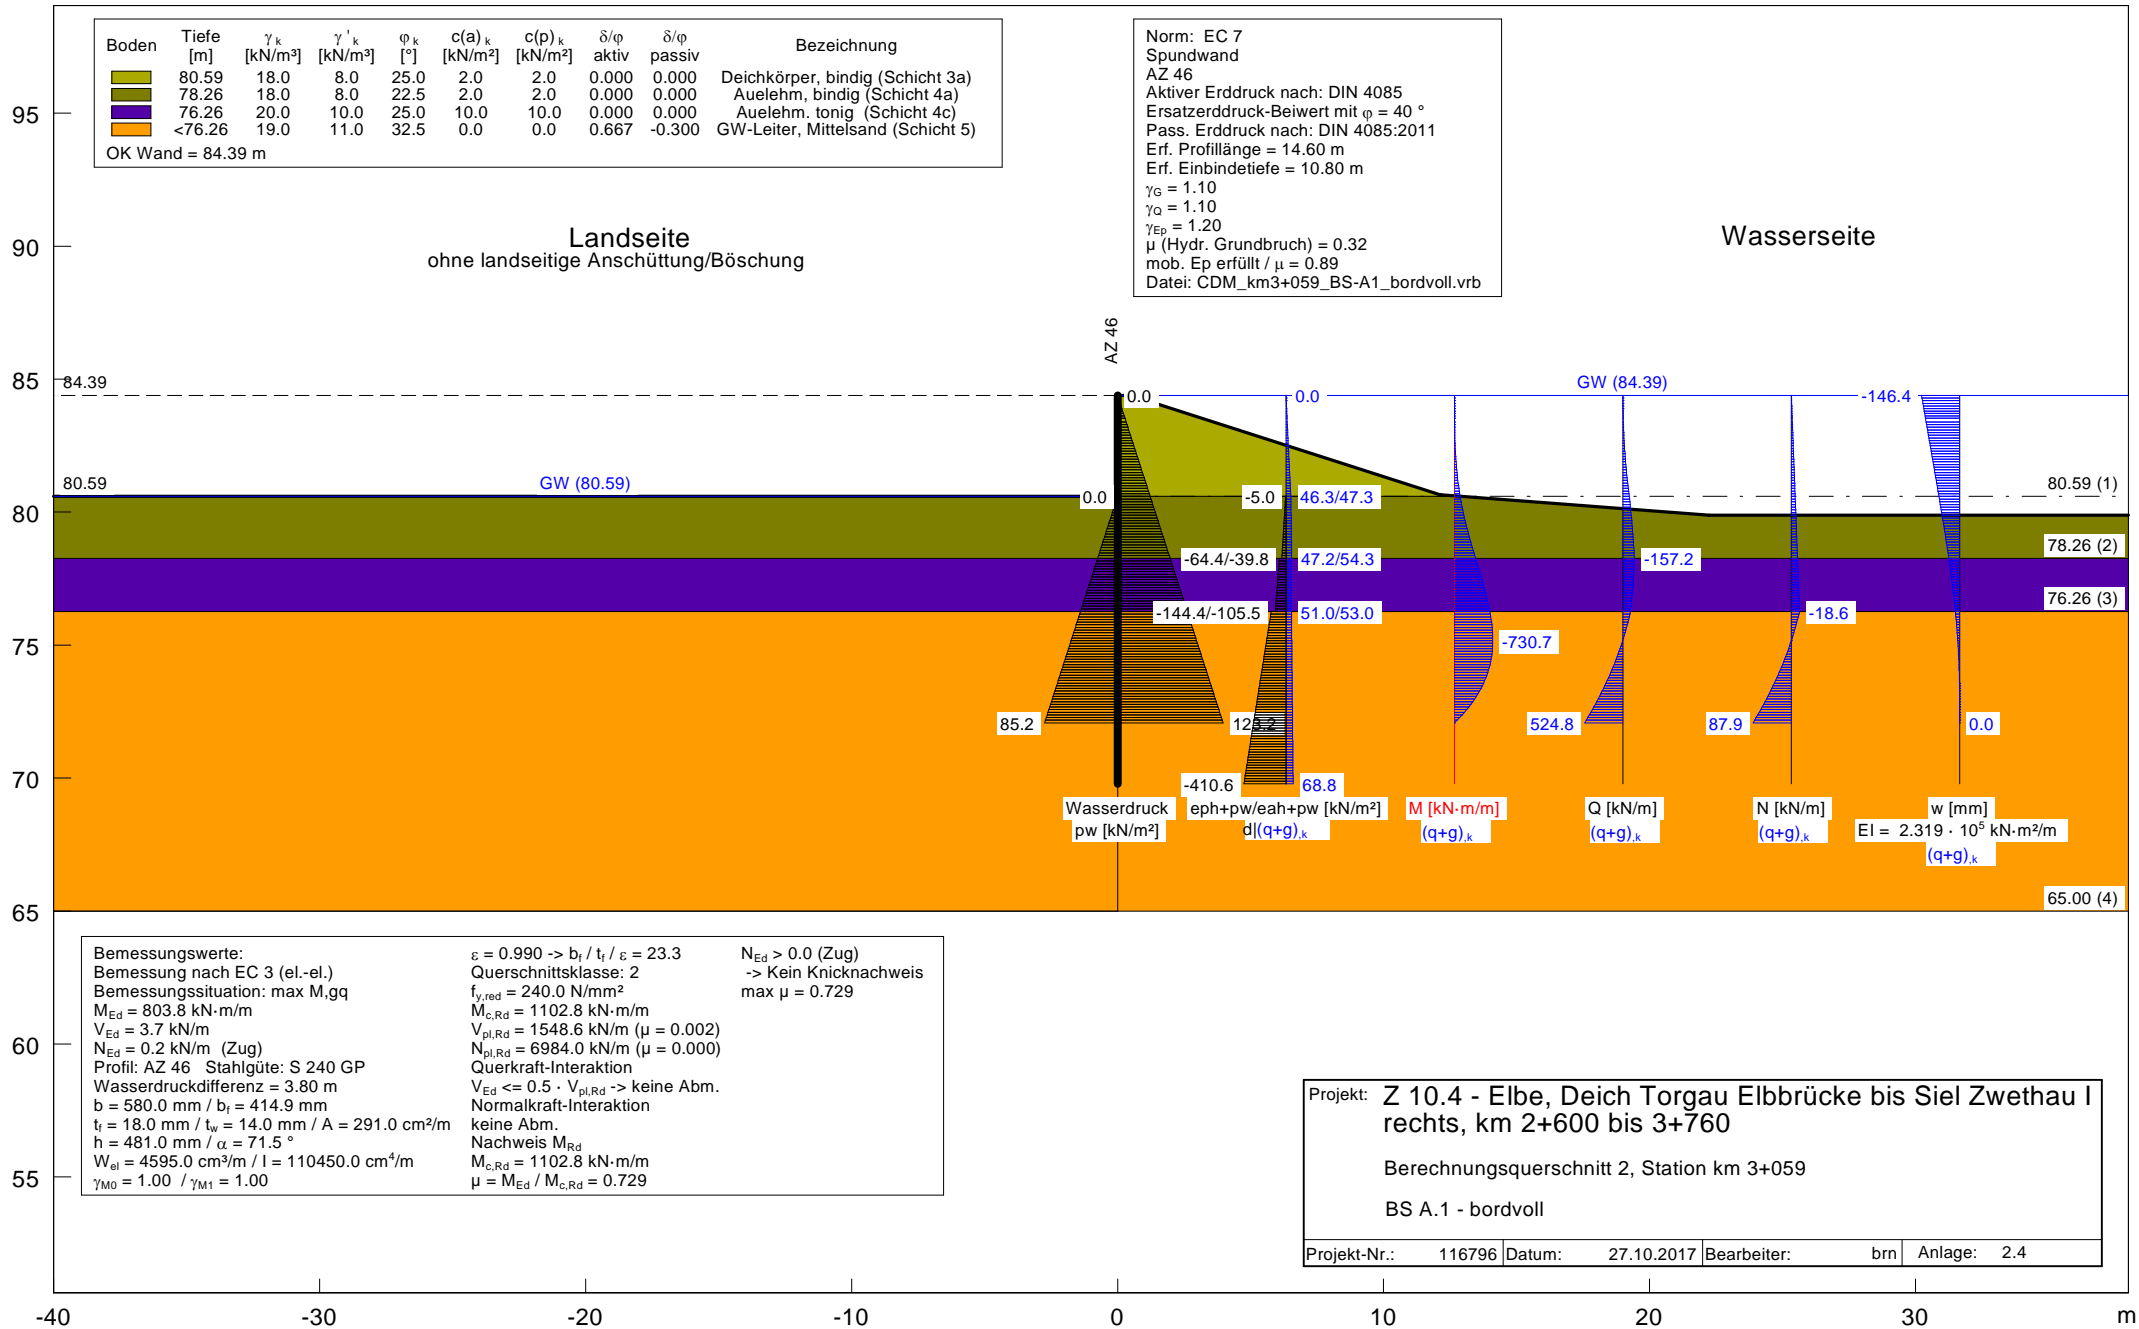 Boden Tiefe [m] γk [kN/m³] γ'k [kN/m³] φk [°] c(a)k [kN/m²] c(p)k [kN/m²] δ/φ aktiv δ/φ passiv Bezeichnung
80.59 18.0 8.0 25.0 2.0 2.0 0.000 0.000 Deichkörper, bindig (Schicht 3a)
78.26 18.0 8.0 22.5 2.0 2.0 0.000 0.000 Auelehm, bindig (Schicht 4a)
76.26 20.0 10.0 25.0 10.0 10.0 0.000 0.000 Auelehm. tonig (Schicht 4c)
<76.26 19.0 11.0 32.5 0.0 0.0 0.667 -0.300 GW-Leiter, Mittelsand (Schicht 5)
OK Wand = 84.39 m
Norm: EC 7
Spundwand
AZ 46
Aktiver Erddruck nach: DIN 4085
Ersatzerddruck-Beiwert mit φ = 40 °
Pass. Erddruck nach: DIN 4085:2011
Erf. Profillänge = 14.60 m
Erf. Einbindetiefe = 10.80 m
γG = 1.10
γQ = 1.10
γEp = 1.20
μ (Hydr. Grundbruch) = 0.32
mob. Ep erfüllt / μ = 0.89
Datei: CDM_km3+059_BS-A1_bordvoll.vrb
Landseite
ohne landseitige Anschüttung/Böschung
Wasserseite
AZ 46
95
90
85
80
75
70
65
60
55
84.39
0.0
0.0
GW (84.39)
-146.4
80.59
GW (80.59)
0.0
-5.0
46.3/47.3
80.59 (1)
-64.4/-39.8
47.2/54.3
-157.2
78.26 (2)
-144.4/-105.5
51.0/53.0
-18.6
76.26 (3)
-730.7
85.2
123.2
524.8
87.9
0.0
-410.6
68.8
Wasserdruck
pw [kN/m²]
eph+pw/eah+pw [kN/m²]
d|(q+g),k
M [kN·m/m]
(q+g),k
Q [kN/m]
(q+g),k
N [kN/m]
(q+g),k
w [mm]
EI = 2.319 · 10⁵ kN·m²/m
(q+g),k
65.00 (4)
Bemessungswerte:
Bemessung nach EC 3 (el.-el.)
Bemessungssituation: max M,gq
MEd = 803.8 kN·m/m
VEd = 3.7 kN/m
NEd = 0.2 kN/m (Zug)
Profil: AZ 46 Stahlgüte: S 240 GP
Wasserdruckdifferenz = 3.80 m
b = 580.0 mm / bf = 414.9 mm
tf = 18.0 mm / tw = 14.0 mm / A = 291.0 cm²/m
h = 481.0 mm / α = 71.5 °
Wel = 4595.0 cm³/m / I = 110450.0 cm⁴/m
γM0 = 1.00 / γM1 = 1.00
ε = 0.990 -> bf / tf / ε = 23.3
Querschnittsklasse: 2
fy,red = 240.0 N/mm²
Mc,Rd = 1102.8 kN·m/m
Vpl,Rd = 1548.6 kN/m (μ = 0.002)
Npl,Rd = 6984.0 kN/m (μ = 0.000)
Querkraft-Interaktion
VEd <= 0.5 · Vpl,Rd -> keine Abm.
Normalkraft-Interaktion
keine Abm.
Nachweis MRd
Mc,Rd = 1102.8 kN·m/m
μ = MEd / Mc,Rd = 0.729
NEd > 0.0 (Zug)
-> Kein Knicknachweis
max μ = 0.729
Projekt: Z 10.4 - Elbe, Deich Torgau Elbbrücke bis Siel Zwethau I
rechts, km 2+600 bis 3+760
Berechnungsquerschnitt 2, Station km 3+059
BS A.1 - bordvoll
Projekt-Nr.: 116796 Datum: 27.10.2017 Bearbeiter: brn Anlage: 2.4
-40 -30 -20 -10 0 10 20 30 m